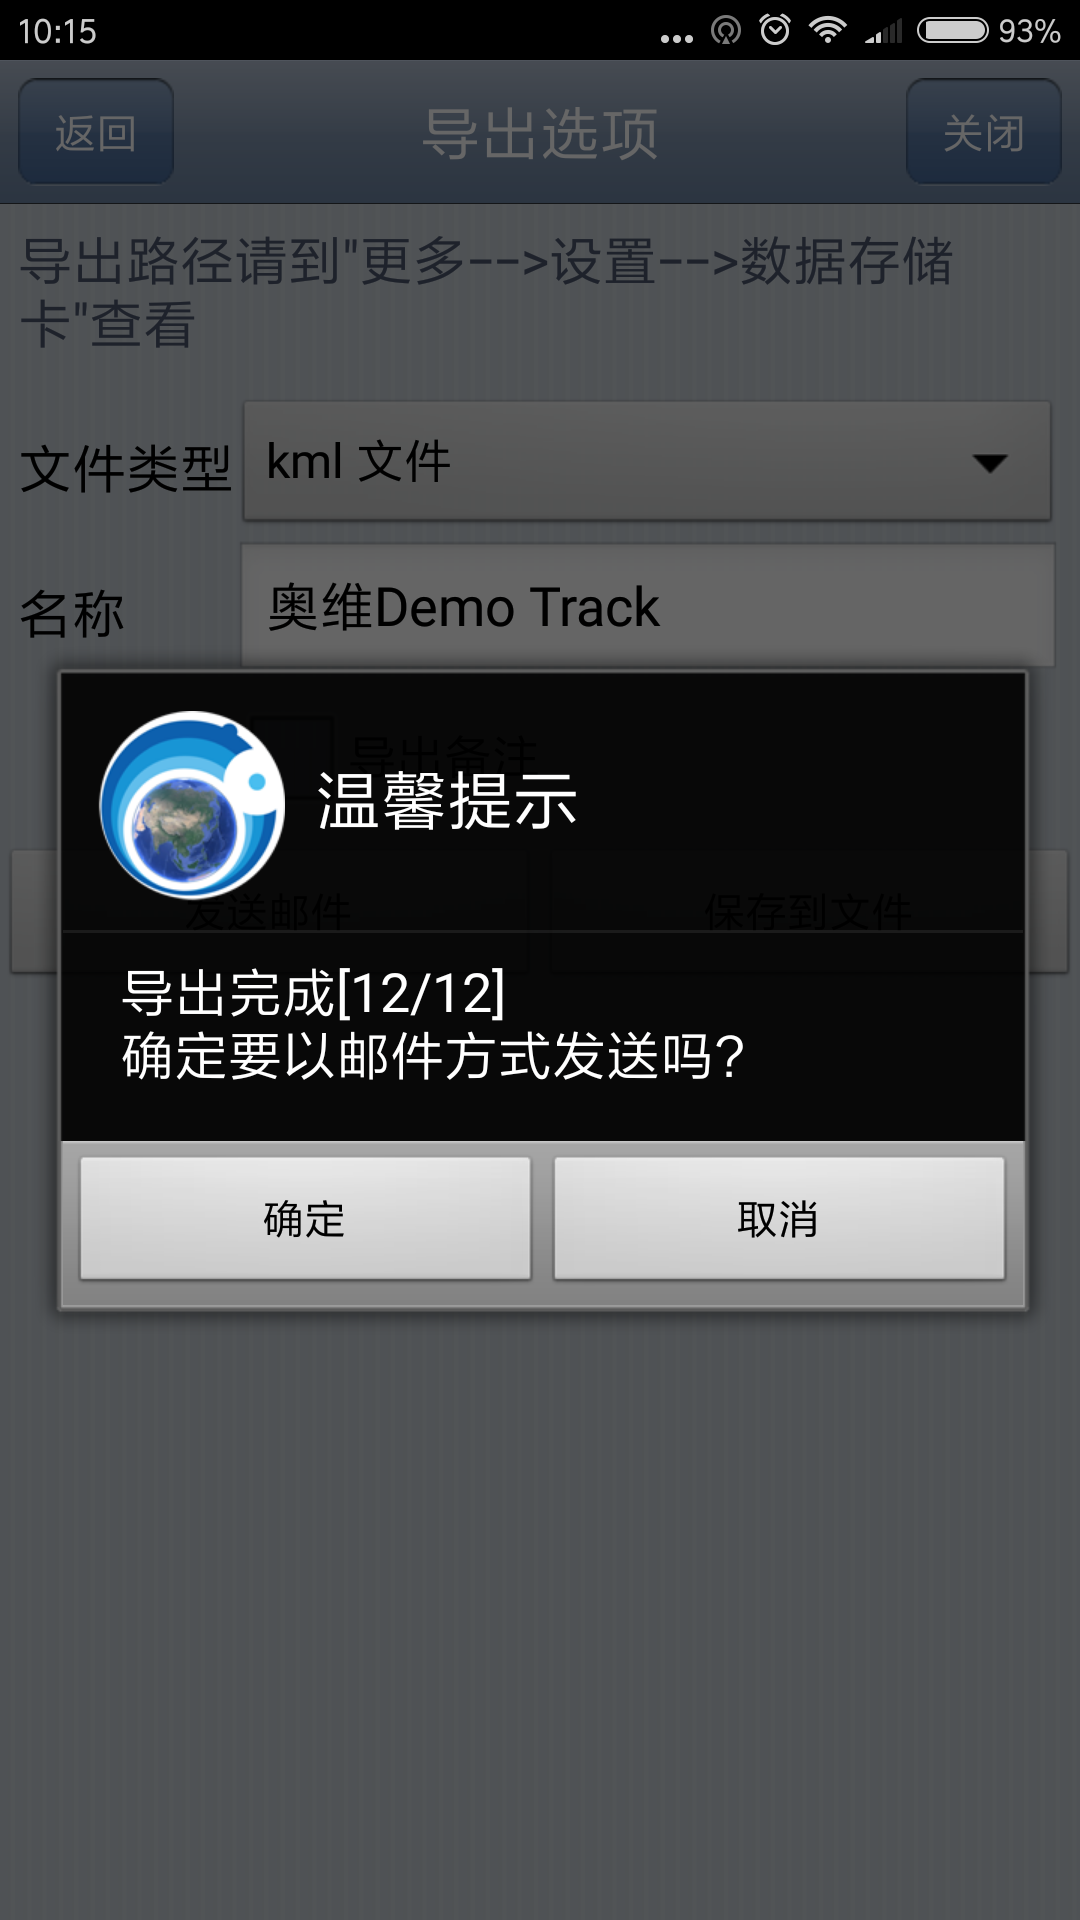 10:15
93%
返回
导出选项
关闭
导出路径请到"更多-->设置-->数据存储
卡"查看
文件类型
kml 文件
名称
奥维Demo Track
导出备注
温馨提示
发送邮件
保存到文件
导出完成[12/12]
确定要以邮件方式发送吗?
确定
取消